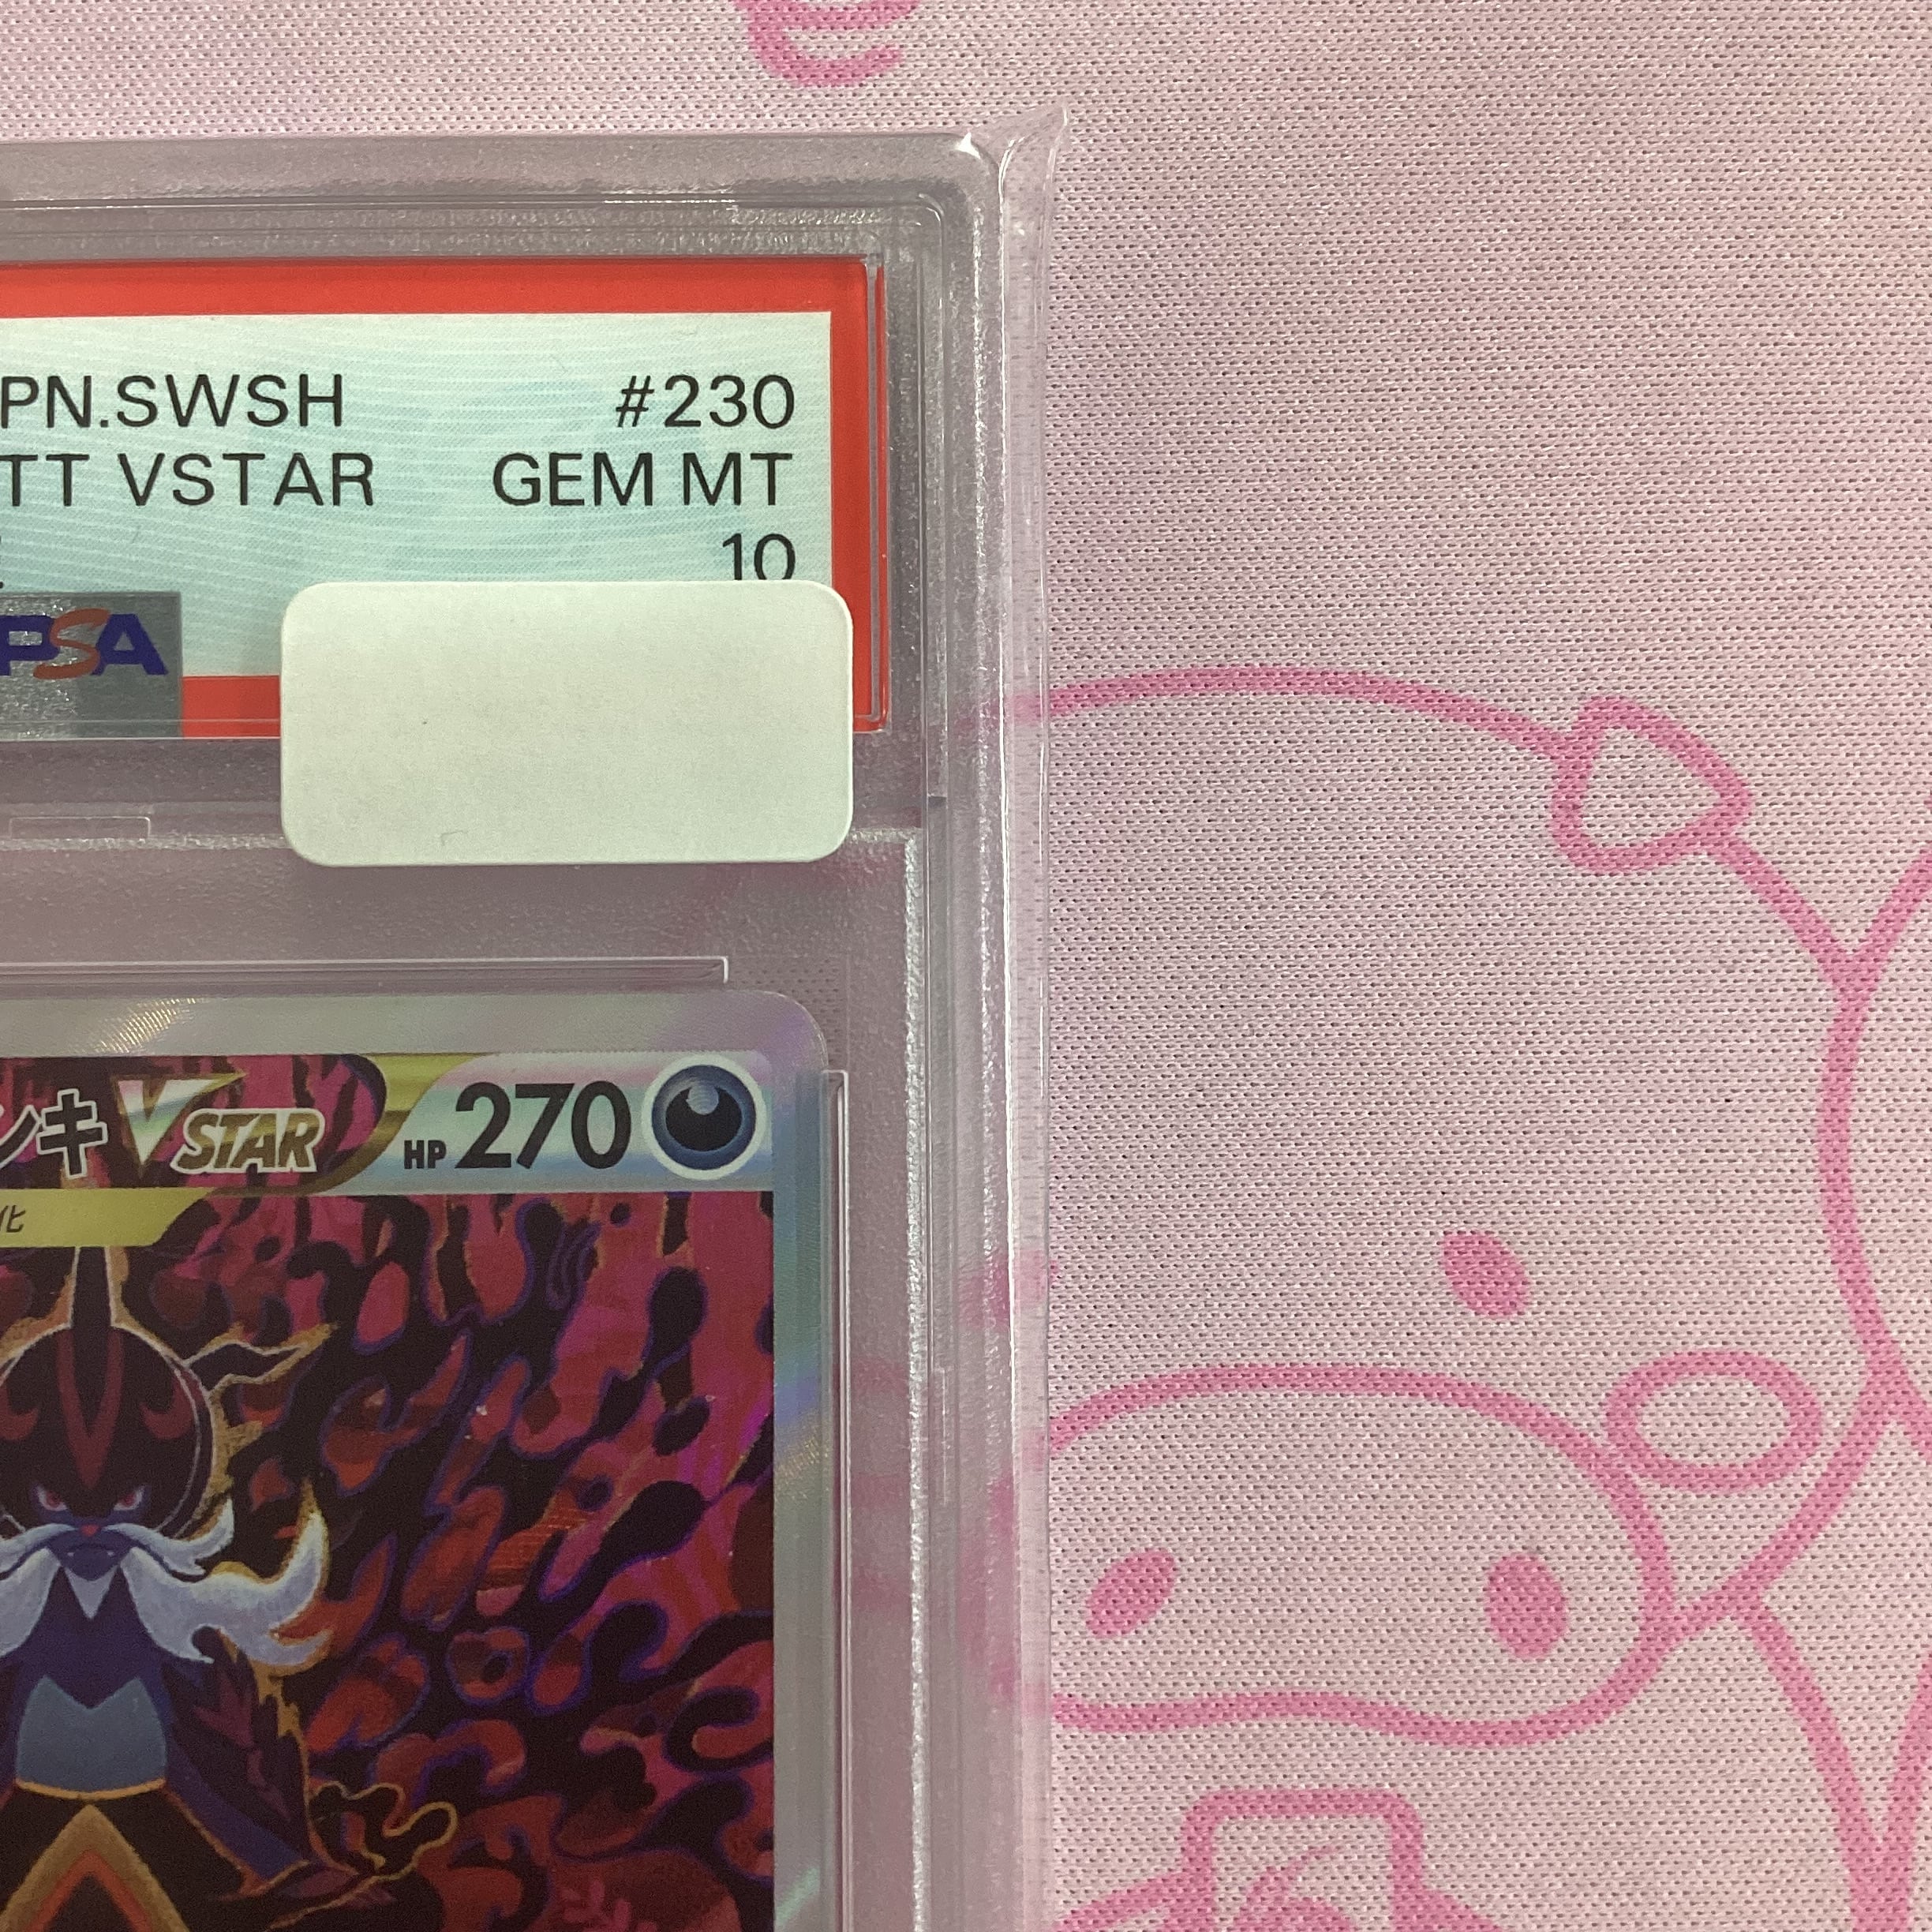 PN.SWSH #230
TT VSTAR GEM MT
10
PSA
ンキ VSTAR HP 270
化